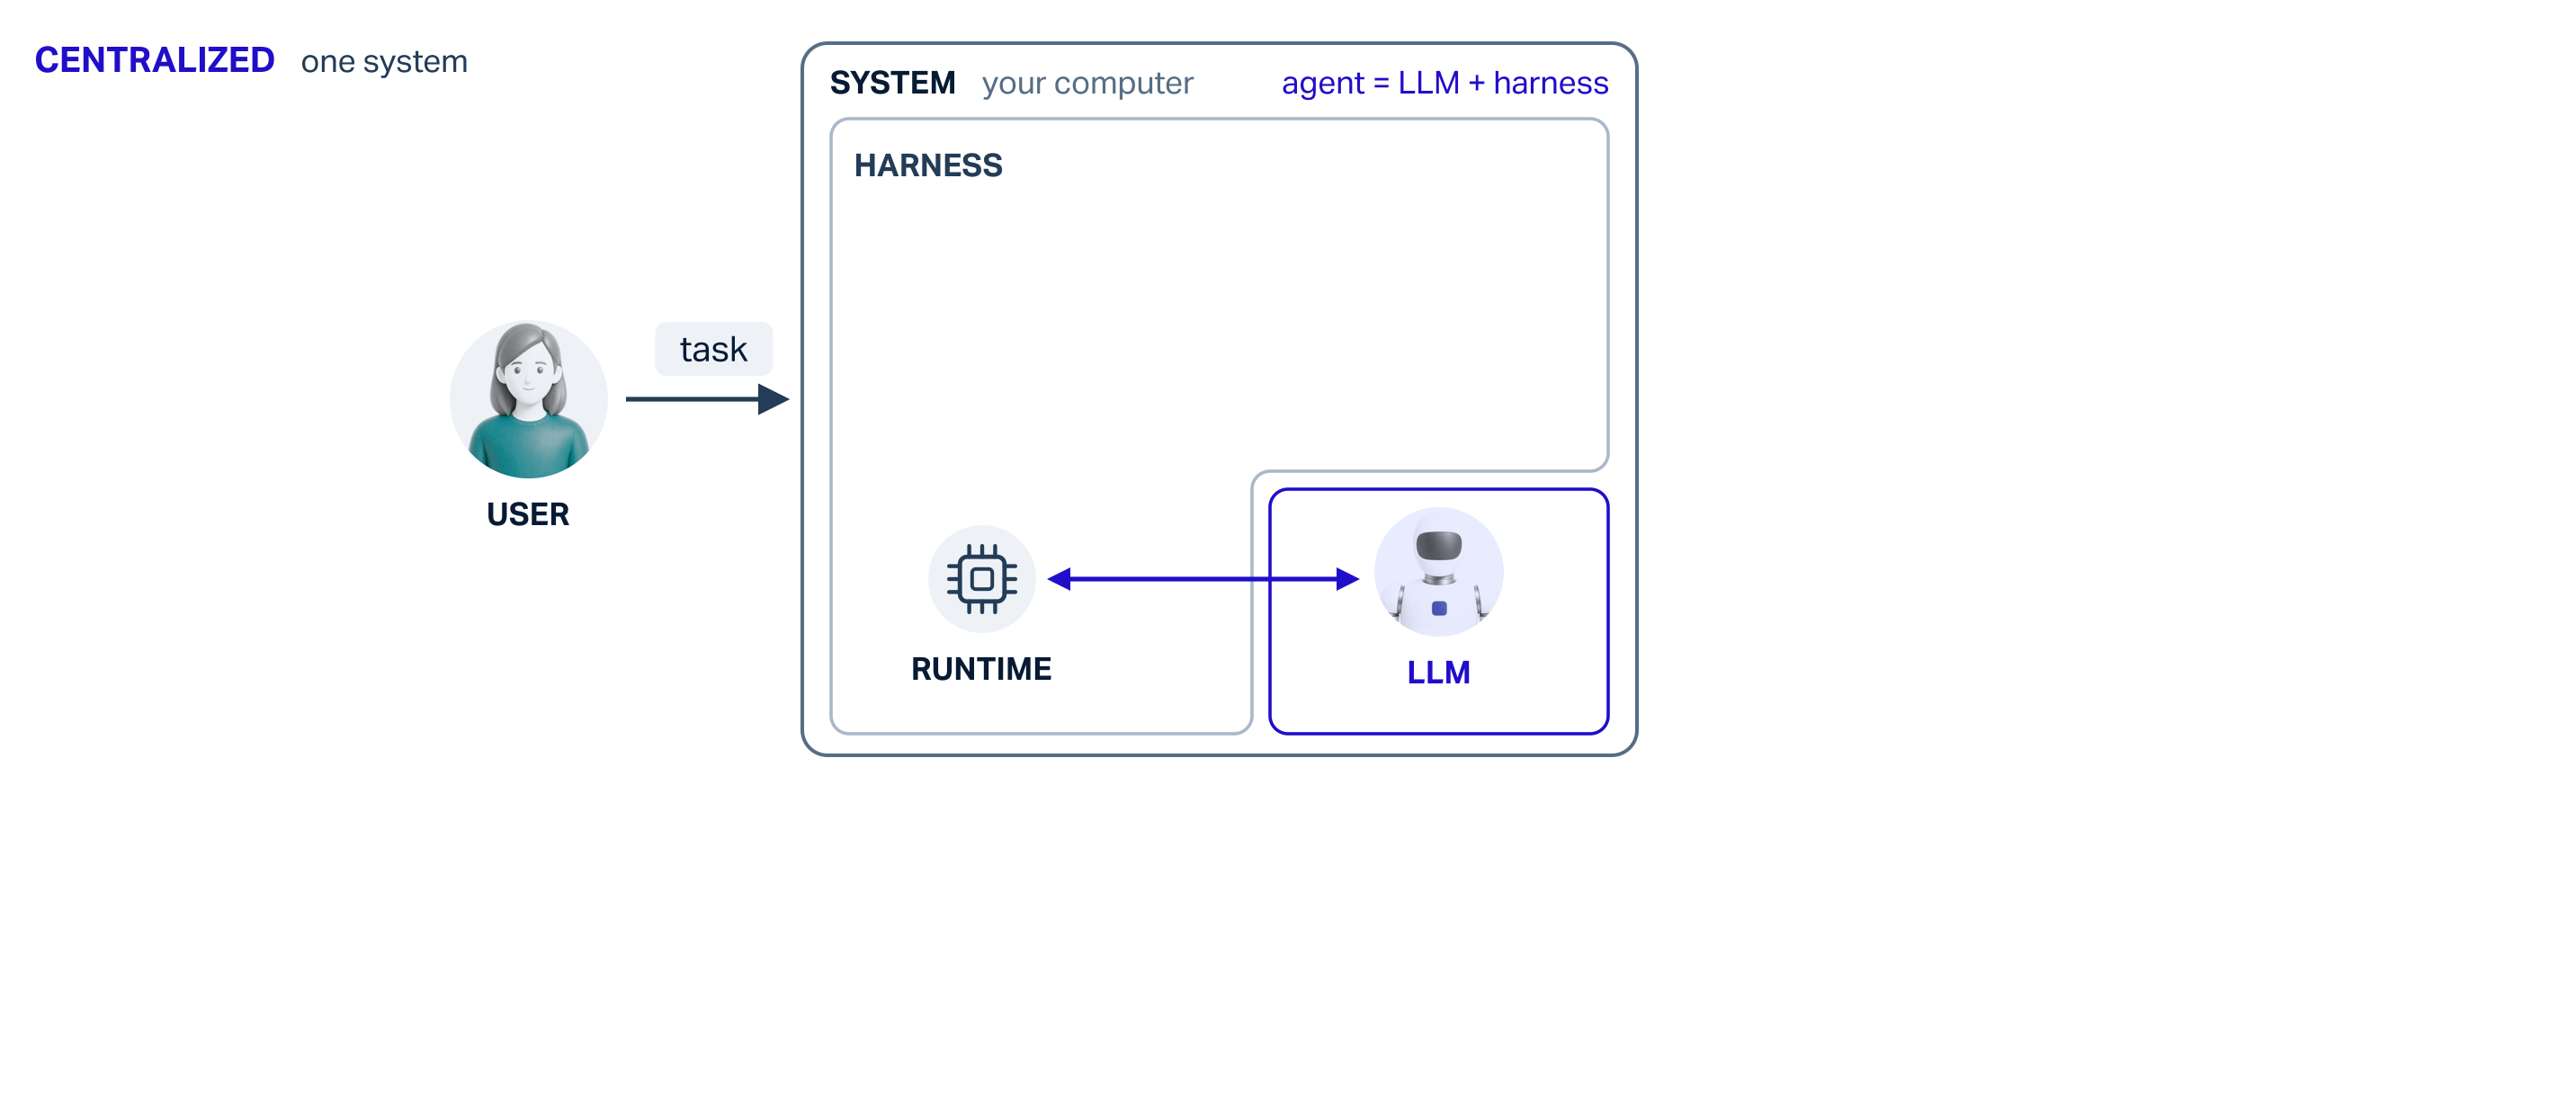 CENTRALIZED one system
SYSTEM your computer agent = LLM + harness
HARNESS
task
USER
RUNTIME
LLM